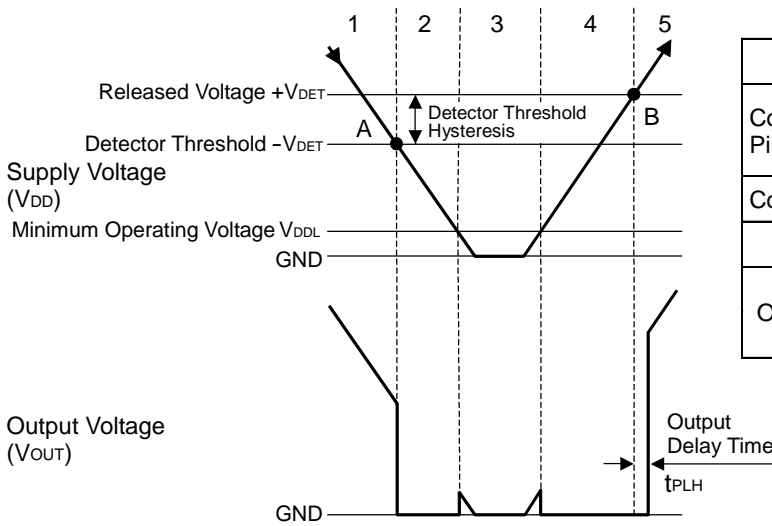 1 2 3 4 5
Released Voltage +VDET
Detector Threshold
Hysteresis
A
B
Detector Threshold –VDET
Supply Voltage
(VDD)
Minimum Operating Voltage VDDL
GND
Output Voltage
(VOUT)
Output
Delay Time
tPLH
GND